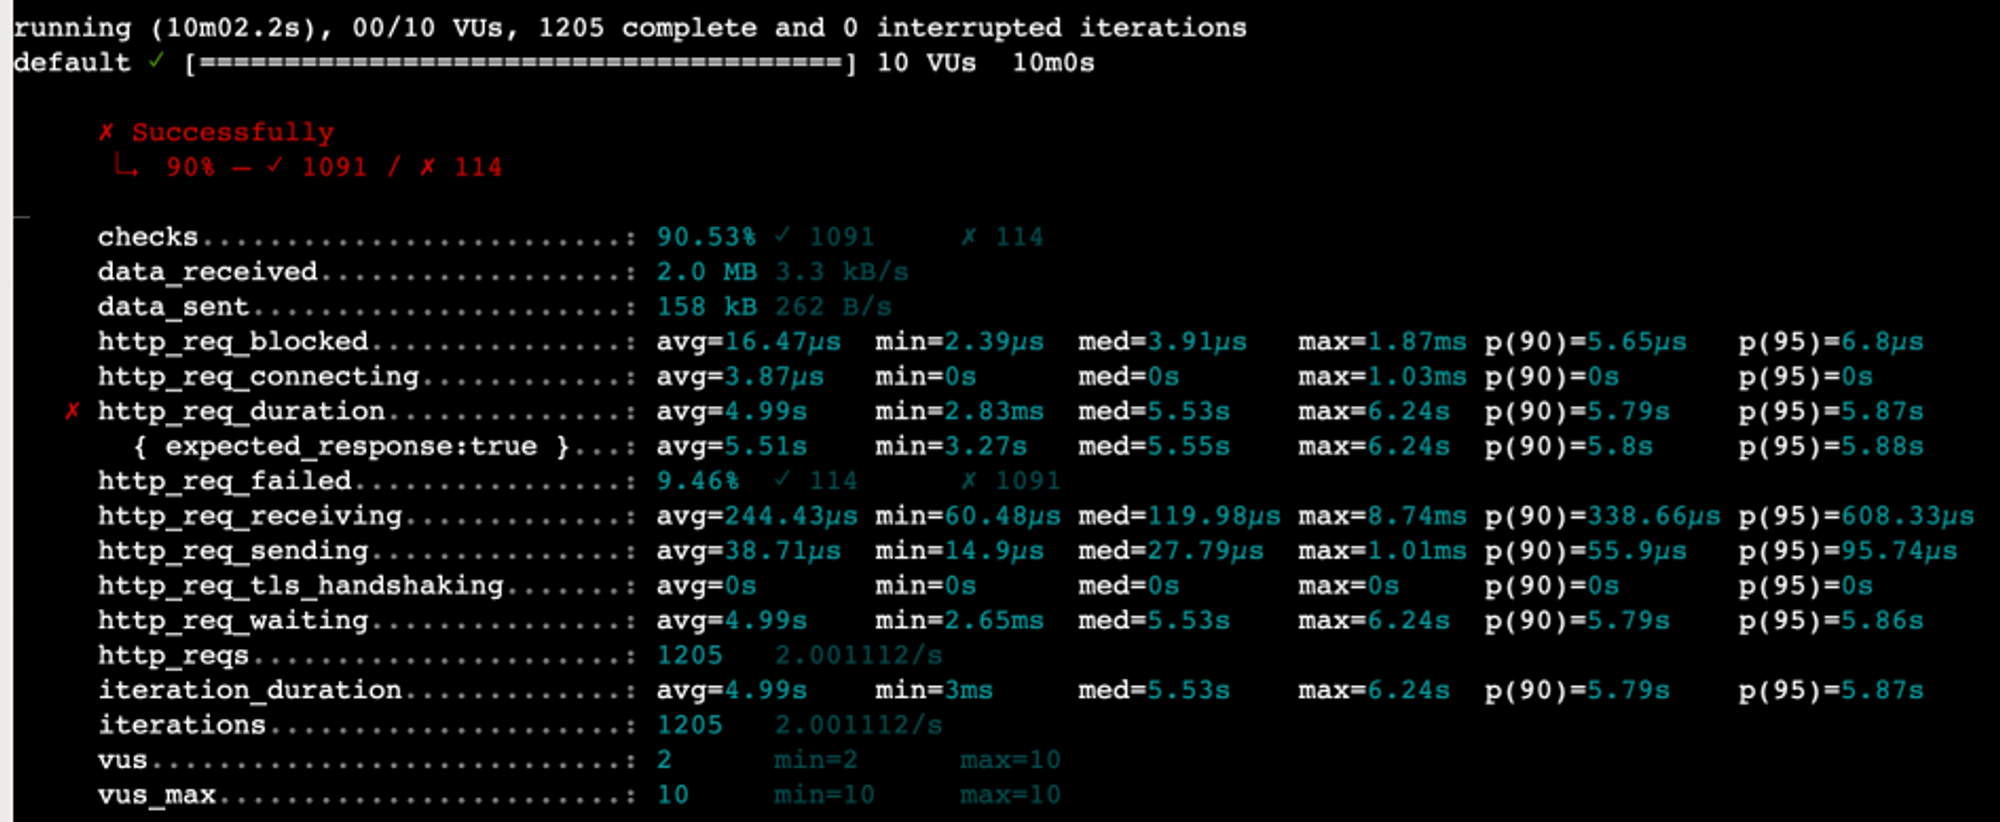 running (10m02.2s), 00/10 VUs, 1205 complete and 0 interrupted iterations
default ✓ [======================================] 10 VUs  10m0s
✗ Successfully
↳  90% — ✓ 1091 / ✗ 114
checks.........................: 90.53% ✓ 1091     ✗ 114
data_received..................: 2.0 MB 3.3 kB/s
data_sent......................: 158 kB 262 B/s
http_req_blocked...............: avg=16.47µs  min=2.39µs  med=3.91µs   max=1.87ms p(90)=5.65µs   p(95)=6.8µs
http_req_connecting............: avg=3.87µs   min=0s      med=0s       max=1.03ms p(90)=0s       p(95)=0s
✗ http_req_duration..............: avg=4.99s    min=2.83ms  med=5.53s    max=6.24s  p(90)=5.79s    p(95)=5.87s
{ expected_response:true }...: avg=5.51s    min=3.27s   med=5.55s    max=6.24s  p(90)=5.8s     p(95)=5.88s
http_req_failed................: 9.46%  ✓ 114      ✗ 1091
http_req_receiving.............: avg=244.43µs min=60.48µs med=119.98µs max=8.74ms p(90)=338.66µs p(95)=608.33µs
http_req_sending...............: avg=38.71µs  min=14.9µs  med=27.79µs  max=1.01ms p(90)=55.9µs   p(95)=95.74µs
http_req_tls_handshaking.......: avg=0s       min=0s      med=0s       max=0s     p(90)=0s       p(95)=0s
http_req_waiting...............: avg=4.99s    min=2.65ms  med=5.53s    max=6.24s  p(90)=5.79s    p(95)=5.86s
http_reqs......................: 1205   2.001112/s
iteration_duration.............: avg=4.99s    min=3ms     med=5.53s    max=6.24s  p(90)=5.79s    p(95)=5.87s
iterations.....................: 1205   2.001112/s
vus............................: 2      min=2      max=10
vus_max........................: 10     min=10     max=10